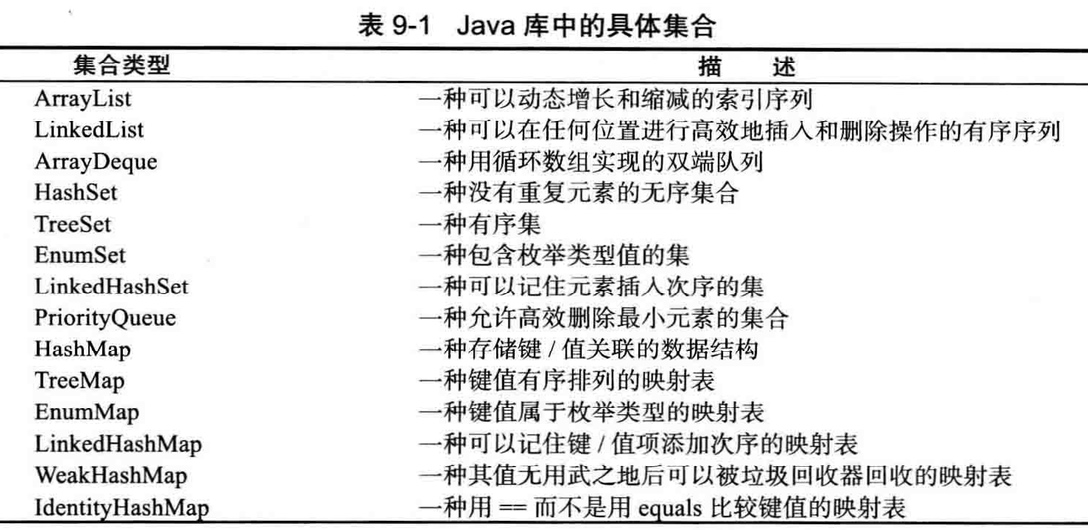 表 9-1 Java 库中的具体集合
集合类型 描 述
ArrayList 一种可以动态增长和缩减的索引序列
LinkedList 一种可以在任何位置进行高效地插入和删除操作的有序序列
ArrayDeque 一种用循环数组实现的双端队列
HashSet 一种没有重复元素的无序集合
TreeSet 一种有序集
EnumSet 一种包含枚举类型值的集
LinkedHashSet 一种可以记住元素插入次序的集
PriorityQueue 一种允许高效删除最小元素的集合
HashMap 一种存储键 / 值关联的数据结构
TreeMap 一种键值有序排列的映射表
EnumMap 一种键值属于枚举类型的映射表
LinkedHashMap 一种可以记住键 / 值项添加次序的映射表
WeakHashMap 一种其值无用武之地后可以被垃圾回收器回收的映射表
IdentityHashMap 一种用 == 而不是用 equals 比较键值的映射表